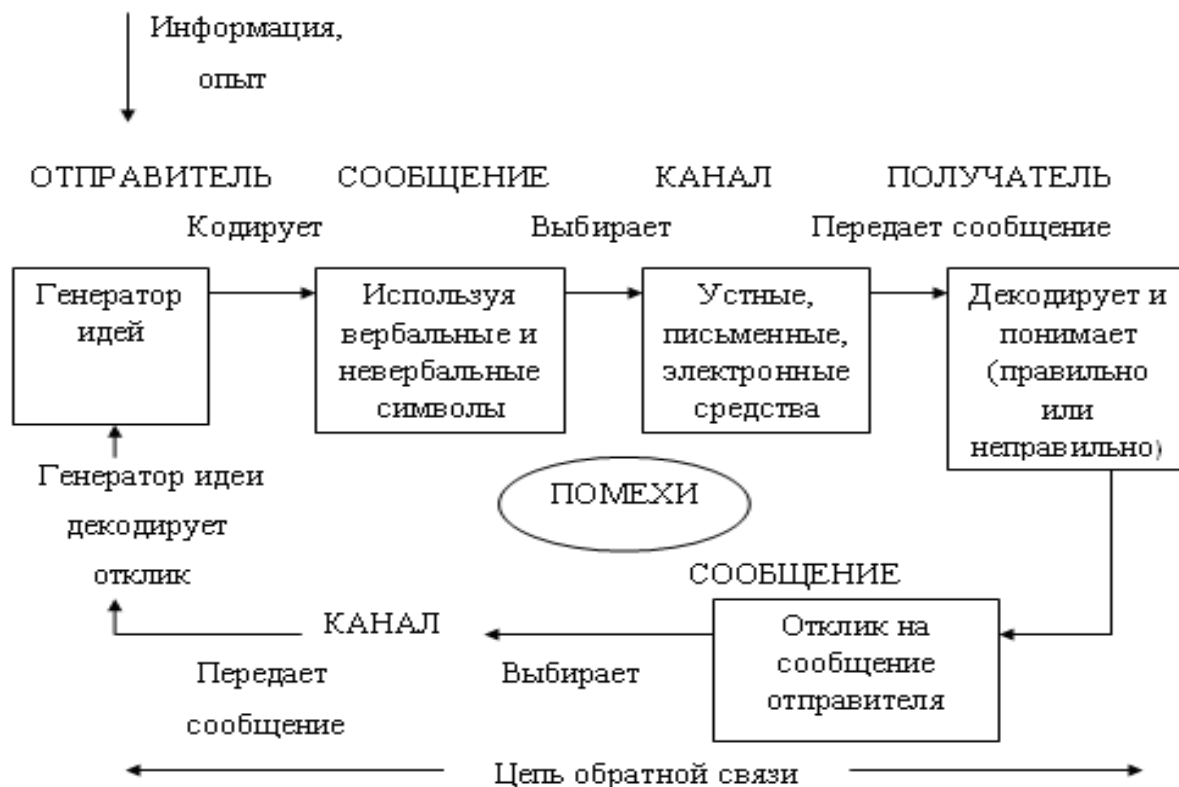 Информация,
опыт
ОТПРАВИТЕЛЬ СООБЩЕНИЕ КАНАЛ ПОЛУЧАТЕЛЬ
Кодирует Выбирает Передает сообщение
Генератор
идей
Используя
вербальные и
невербальные
символы
Устные,
письменные,
электронные
средства
Декодирует и
понимает
(правильно
или
неправильно)
Генератор идеи
декодирует
отклик
ПОМЕХИ
СООБЩЕНИЕ
Отклик на
сообщение
отправителя
КАНАЛ
Выбирает
Передает
сообщение
Цепь обратной связи